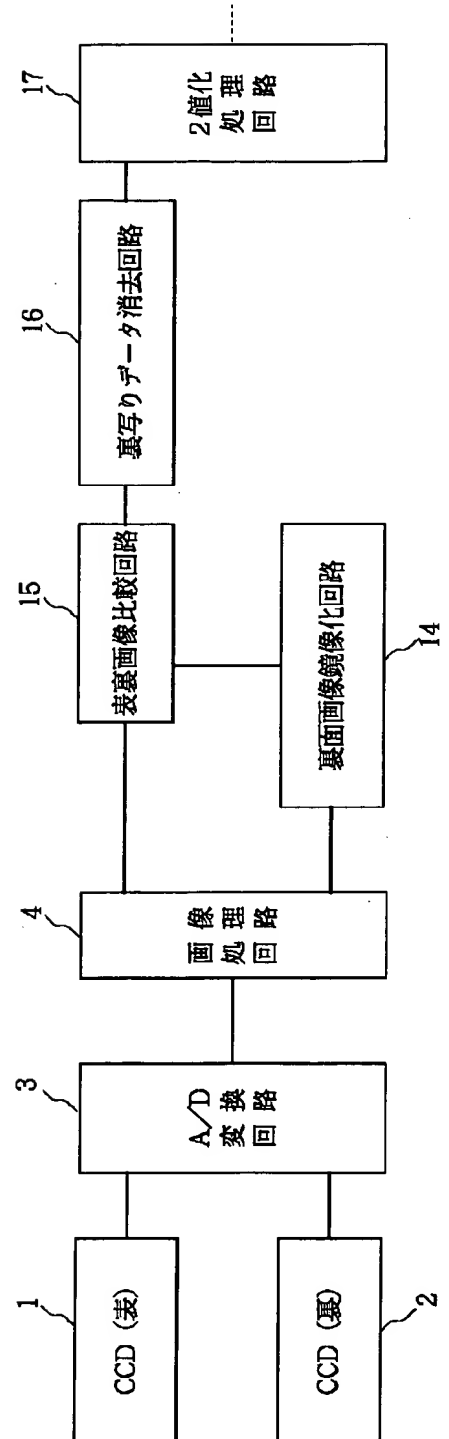 1
CCD (表)
CCD (裏)
2
3
A/D
変換
回路
4
画像
処理
回路
15
表裏画像比較回路
裏面画像鏡像化回路
14
16
裏写りデータ消去回路
17
2値化
処理
回路